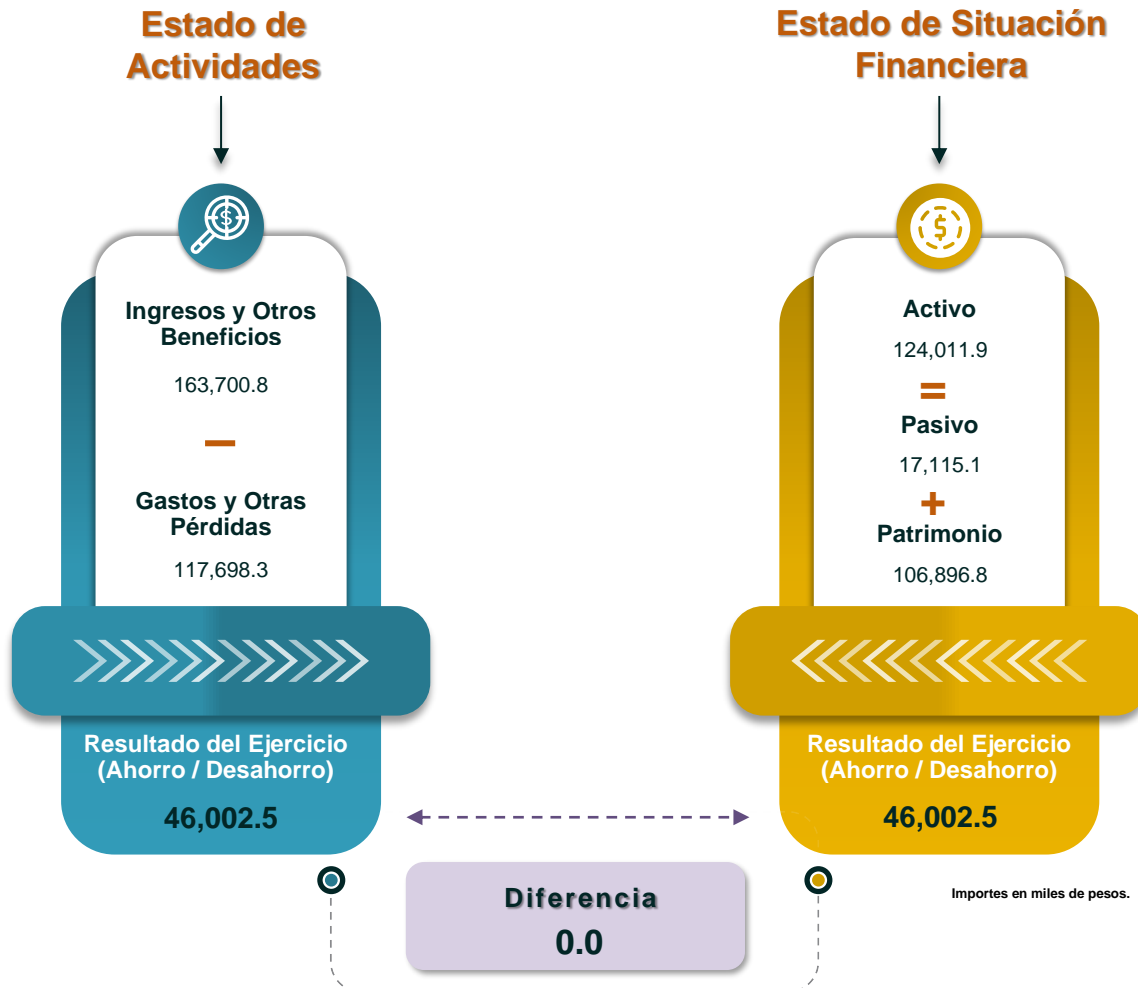 Estado de
Actividades
Ingresos y Otros
Beneficios
163,700.8
−
Gastos y Otras
Pérdidas
117,698.3
Resultado del Ejercicio
(Ahorro / Desahorro)
46,002.5
Estado de Situación
Financiera
$
Activo
124,011.9
=
Pasivo
17,115.1
+
Patrimonio
106,896.8
Resultado del Ejercicio
(Ahorro / Desahorro)
46,002.5
Diferencia
0.0
Importes en miles de pesos.